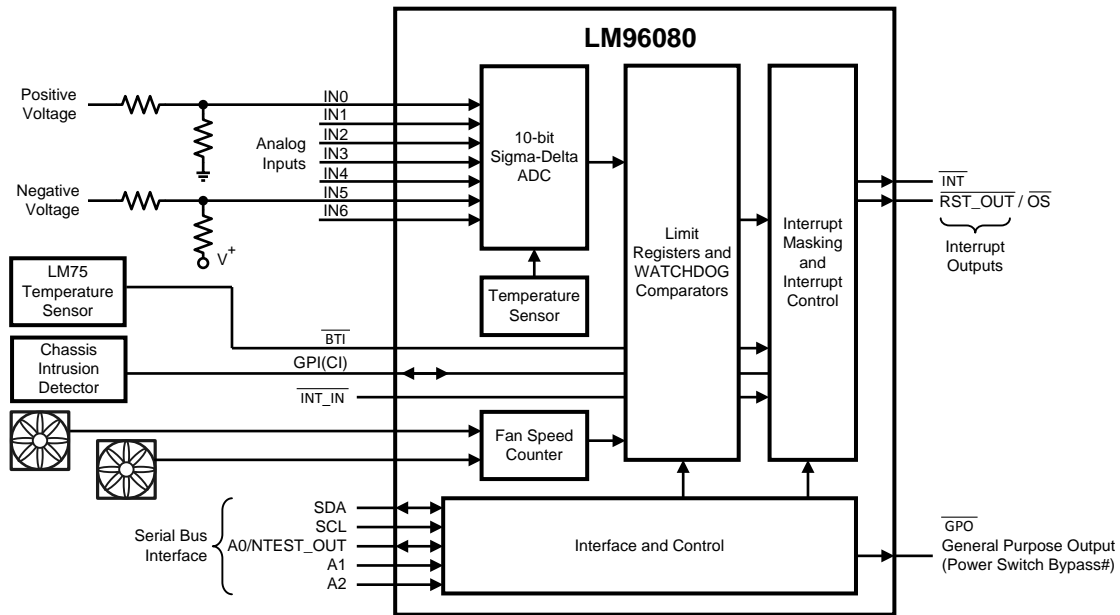 LM96080
Positive
Voltage
Negative
Voltage
Analog
Inputs
IN0
IN1
IN2
IN3
IN4
IN5
IN6
V+
10-bit
Sigma-Delta
ADC
Temperature
Sensor
Limit
Registers and
WATCHDOG
Comparators
Interrupt
Masking
and
Interrupt
Control
INT
RST_OUT / OS
Interrupt
Outputs
LM75
Temperature
Sensor
Chassis
Intrusion
Detector
BTI
GPI(CI)
INT_IN
Fan Speed
Counter
Serial Bus
Interface
SDA
SCL
A0/NTEST_OUT
A1
A2
Interface and Control
GPO
General Purpose Output
(Power Switch Bypass#)